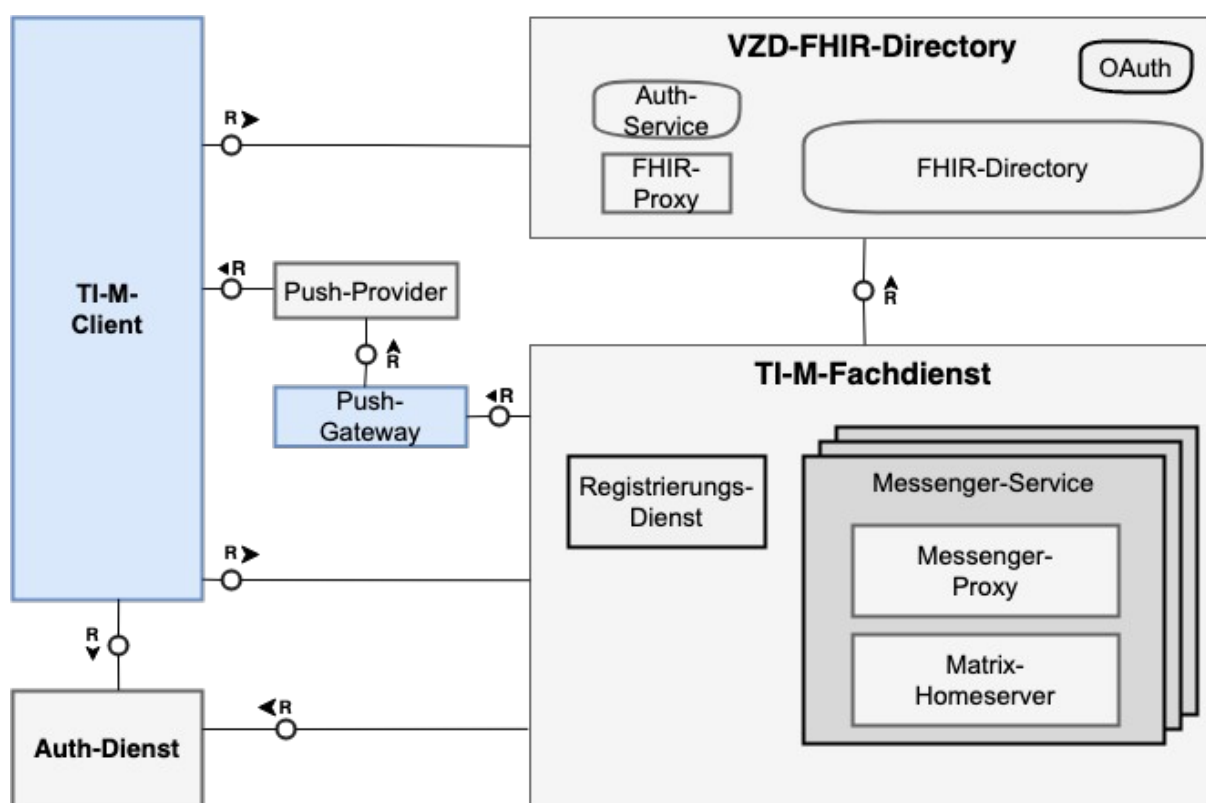 VZD-FHIR-Directory
OAuth
Auth-
Service
FHIR-
Proxy
FHIR-Directory
R
R
Push-Provider
R
R
TI-M-
Client
Push-
Gateway
R
TI-M-Fachdienst
Registrierungs-
Dienst
Messenger-Service
Messenger-
Proxy
Matrix-
Homeserver
R
R
R
Auth-Dienst